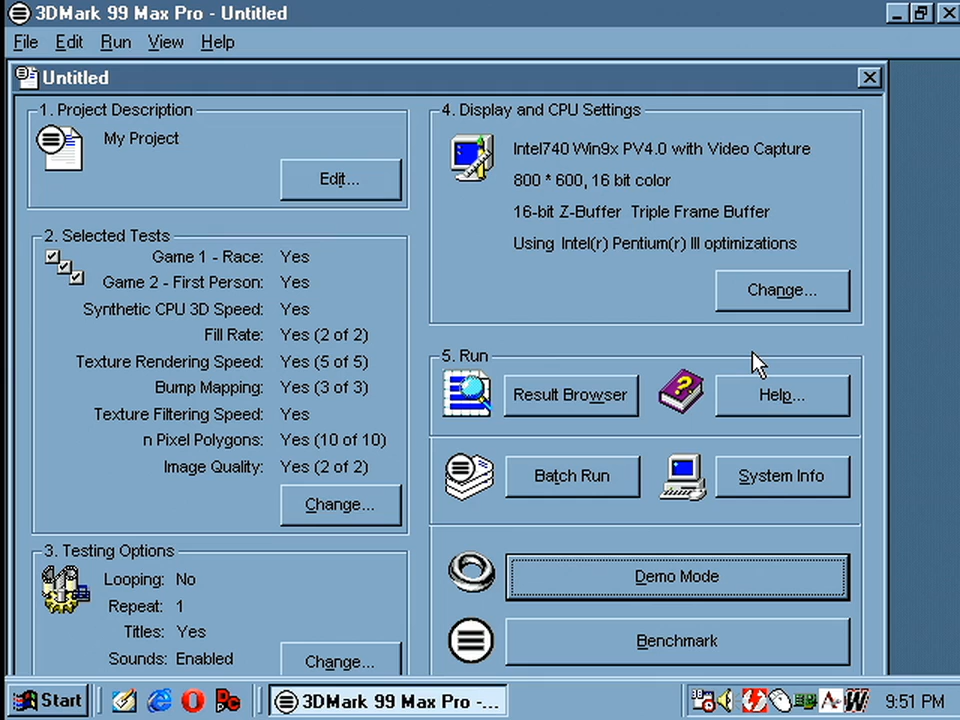 3DMark 99 Max Pro - Untitled
File Edit Run View Help
Untitled
1. Project Description
My Project
Edit...
2. Selected Tests
Game 1 - Race: Yes
Game 2 - First Person: Yes
Synthetic CPU 3D Speed: Yes
Fill Rate: Yes (2 of 2)
Texture Rendering Speed: Yes (5 of 5)
Bump Mapping: Yes (3 of 3)
Texture Filtering Speed: Yes
n Pixel Polygons: Yes (10 of 10)
Image Quality: Yes (2 of 2)
Change...
3. Testing Options
Looping: No
Repeat: 1
Titles: Yes
Sounds: Enabled
Change...
4. Display and CPU Settings
Intel740 Win9x PV4.0 with Video Capture
800 * 600, 16 bit color
16-bit Z-Buffer Triple Frame Buffer
Using Intel(r) Pentium(r) III optimizations
Change...
5. Run
Result Browser
Help...
Batch Run
System Info
Demo Mode
Benchmark
Start
3DMark 99 Max Pro -...
9:51 PM